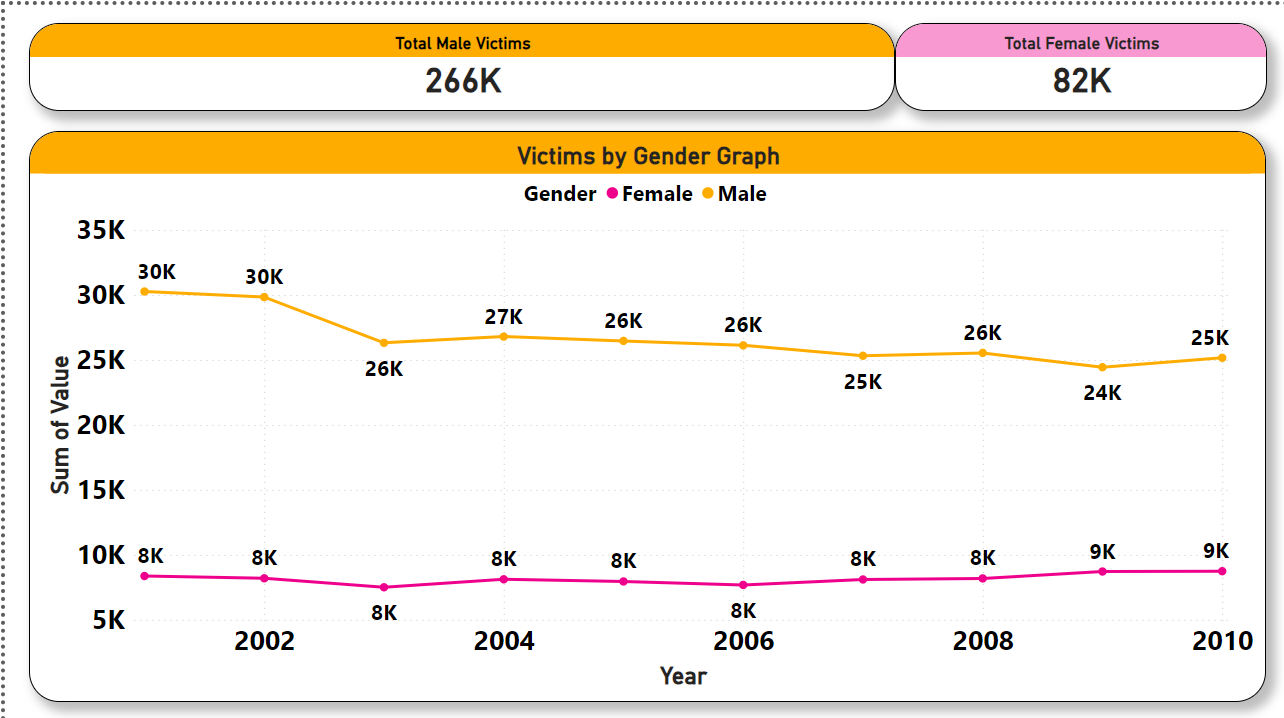 Total Male Victims
266K
Total Female Victims
82K
Victims by Gender Graph
Gender Female Male
Sum of Value
35K
30K
25K
20K
15K
10K
5K
30K
30K
26K
27K
26K
26K
25K
26K
24K
25K
8K
8K
8K
8K
8K
8K
8K
8K
9K
9K
2002 2004 2006 2008 2010
Year